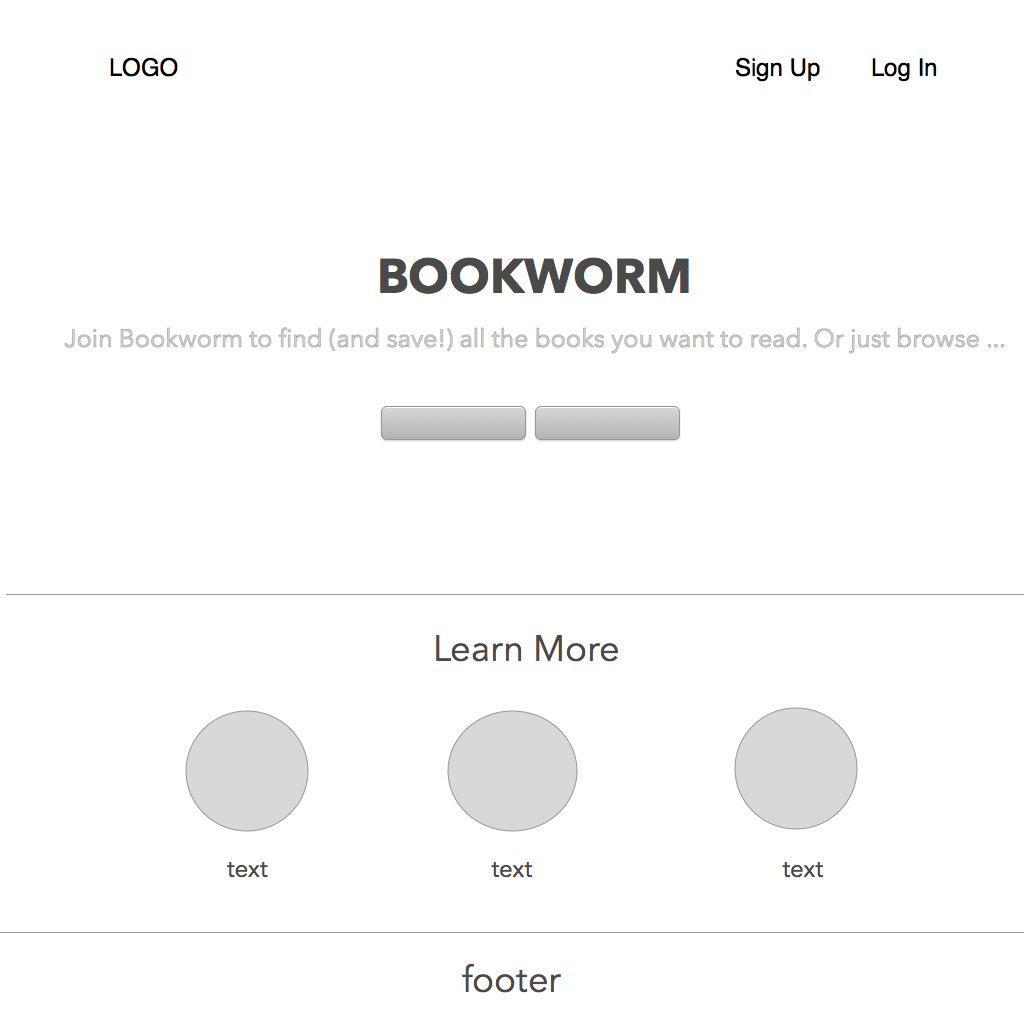 LOGO Sign Up Log In
BOOKWORM
Join Bookworm to find (and save!) all the books you want to read. Or just browse ...
Learn More
text text text
footer